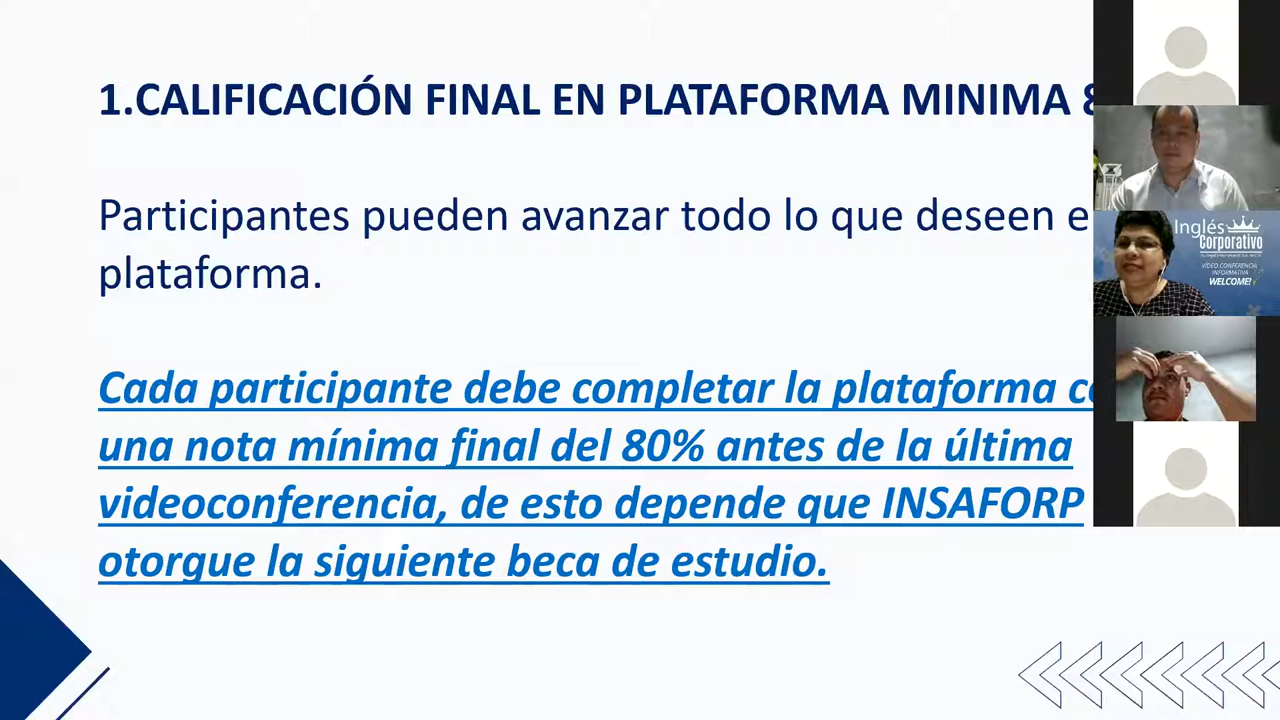 1.CALIFICACIÓN FINAL EN PLATAFORMA MINIMA
Participantes pueden avanzar todo lo que deseen
plataforma.
Cada participante debe completar la plataforma
una nota mínima final del 80% antes de la última
videoconferencia, de esto depende que INSAFORP
otorgue la siguiente beca de estudio.
Inglés
Corporativo
VIDEO CONFERENCIA
INFORMATIVA
WELCOME!